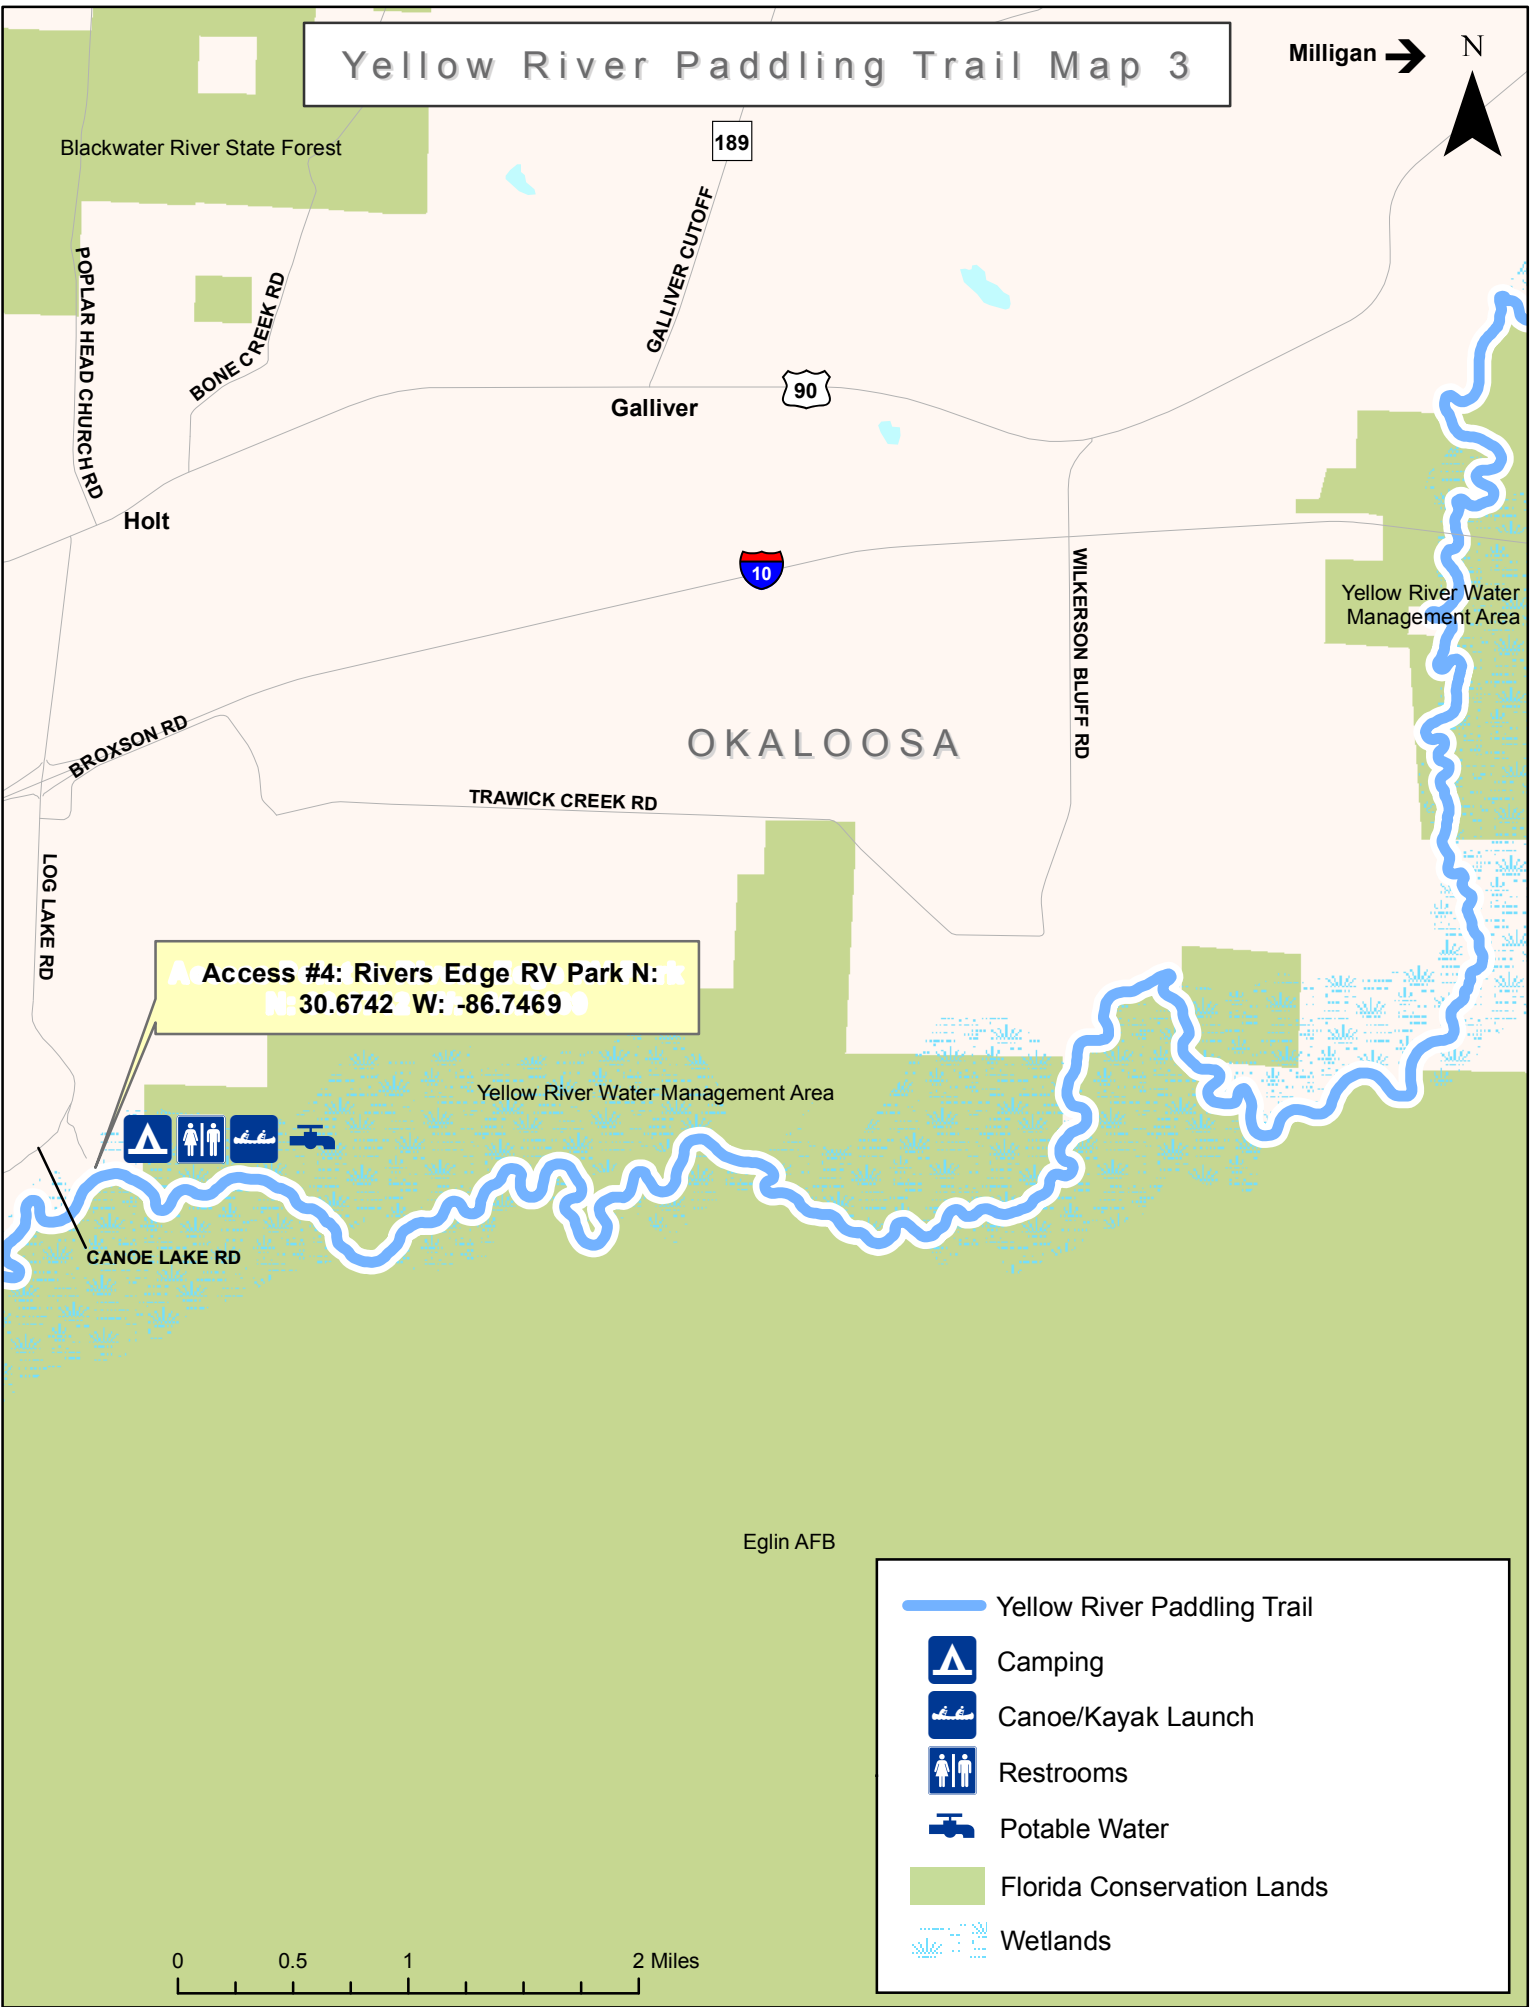 Yellow River Paddling Trail Map 3
Milligan
N
Blackwater River State Forest
189
GALLIVER CUTOFF
POPLAR HEAD CHURCH RD
BONE CREEK RD
90
Galliver
Holt
10
WILKERSON BLUFF RD
Yellow River Water
Management Area
BROXSON RD
OKALOOSA
TRAWICK CREEK RD
LOG LAKE RD
Access #4: Rivers Edge RV Park N:
30.6742 W: -86.7469
Yellow River Water Management Area
CANOE LAKE RD
Eglin AFB
Yellow River Paddling Trail
Camping
Canoe/Kayak Launch
Restrooms
Potable Water
Florida Conservation Lands
Wetlands
0 0.5 1 2 Miles